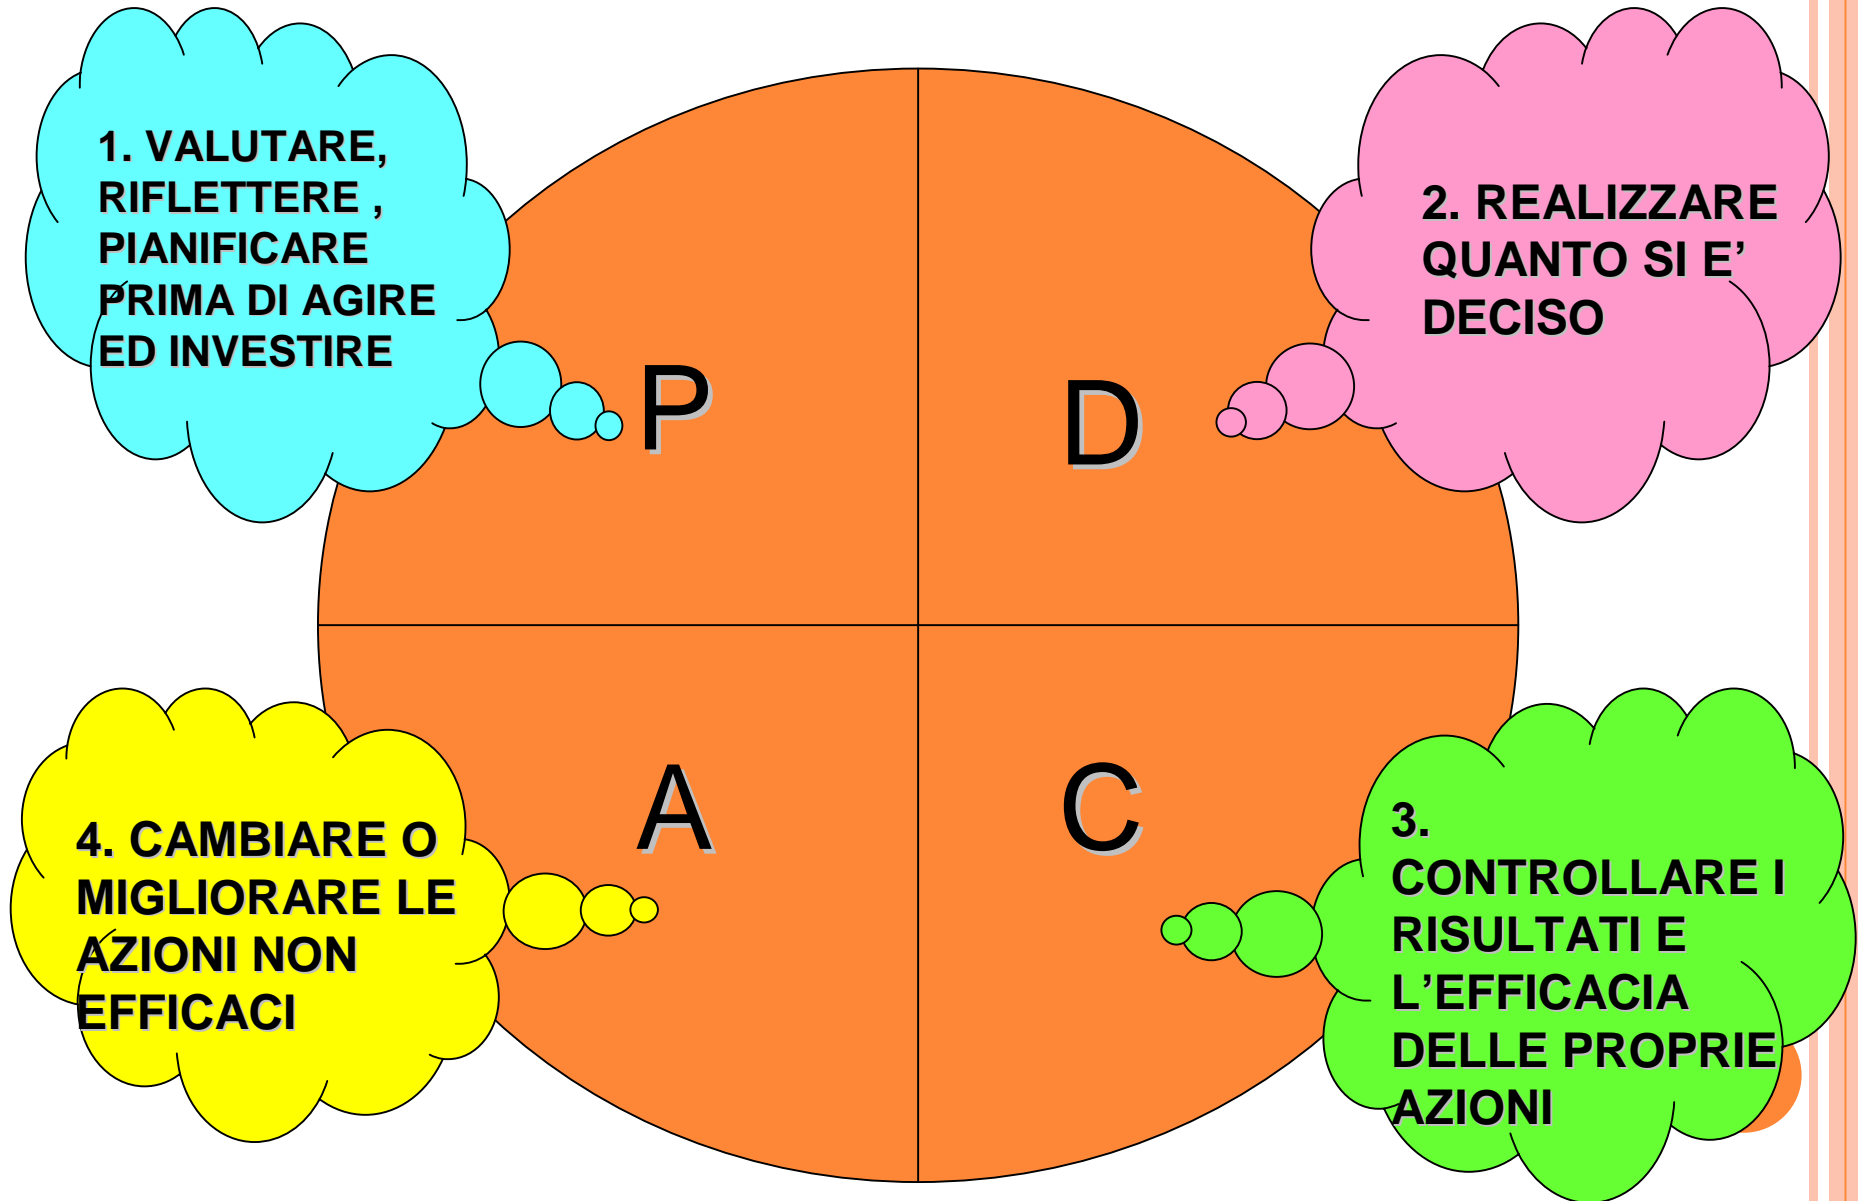 1. VALUTARE,
RIFLETTERE ,
PIANIFICARE
PRIMA DI AGIRE
ED INVESTIRE
P
D
2. REALIZZARE
QUANTO SI E’
DECISO
4. CAMBIARE O
MIGLIORARE LE
AZIONI NON
EFFICACI
A
C
3.
CONTROLLARE I
RISULTATI E
L’EFFICACIA
DELLE PROPRIE
AZIONI